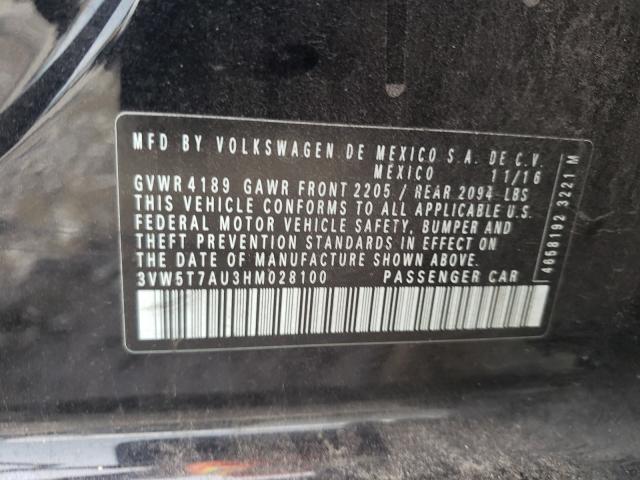 MFD BY VOLKSWAGEN DE MEXICO S.A. DE C.V.
MEXICO 11/16
GVWR 4189 GAWR FRONT 2205 / REAR 2094 LBS
THIS VEHICLE CONFORMS TO ALL APPLICABLE U.S.
FEDERAL MOTOR VEHICLE SAFETY, BUMPER AND
THEFT PREVENTION STANDARDS IN EFFECT ON
THE DATE OF MANUFACTURE SHOWN ABOVE.
3VW5T7AU3HM028100 PASSENGER CAR
4658192 3221 M